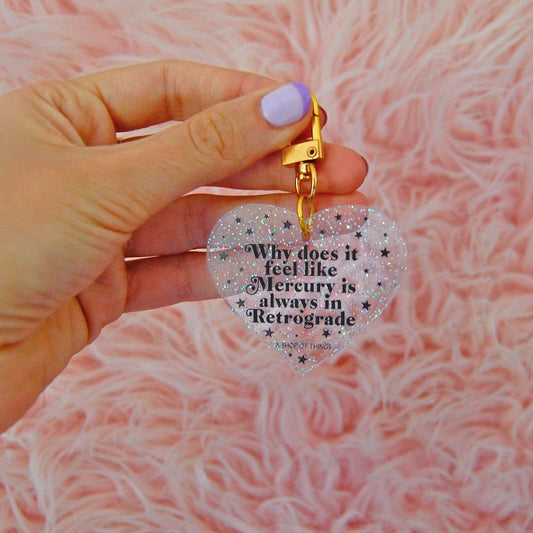 Why does it
feel like
Mercury is
always in
Retrograde
A SHOP OF THINGS